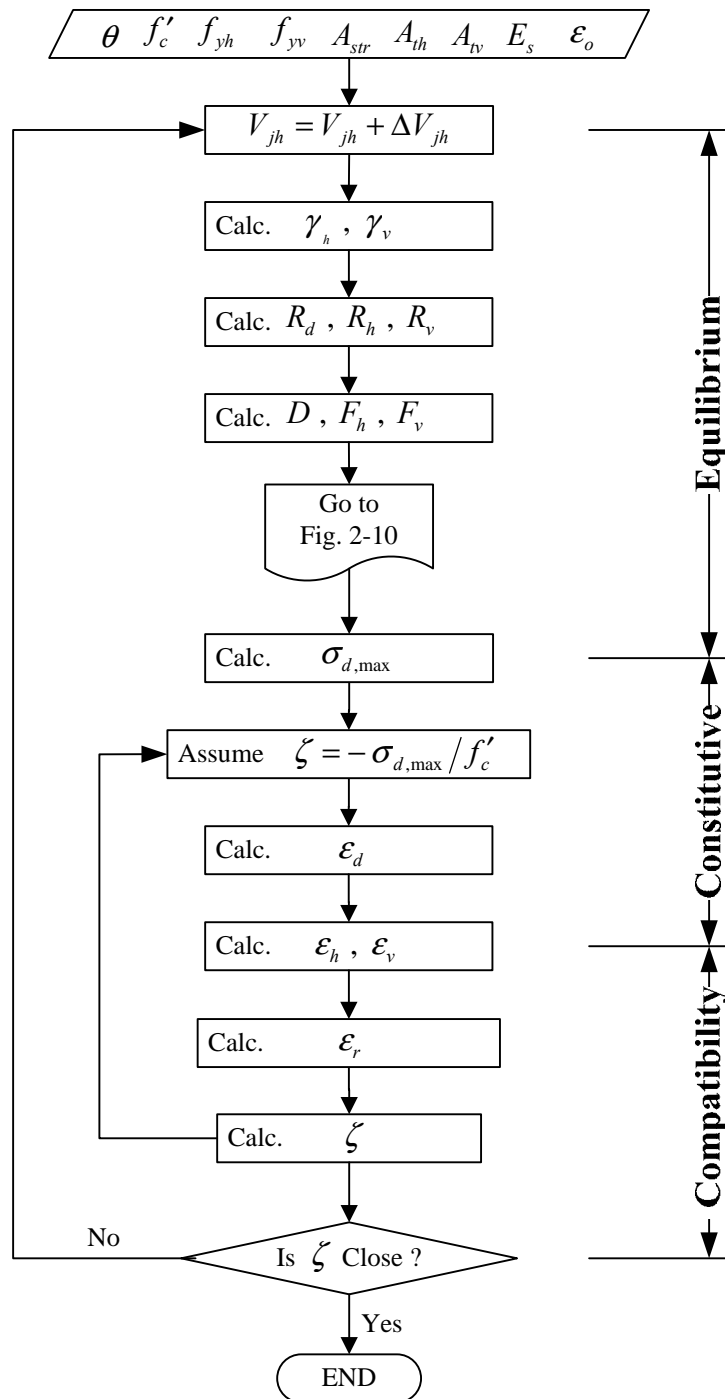 θ f′c fyh fyv Astr Ath Atv Es εo
Vjh = Vjh + ΔVjh
Calc. γh , γv
Calc. Rd , Rh , Rv
Calc. D , Fh , Fv
Go to
Fig. 2-10
Calc. σd,max
Assume ζ = − σd,max / f′c
Calc. εd
Calc. εh , εv
Calc. εr
Calc. ζ
No
Is ζ Close ?
Yes
END
Equilibrium
Constitutive
Compatibility